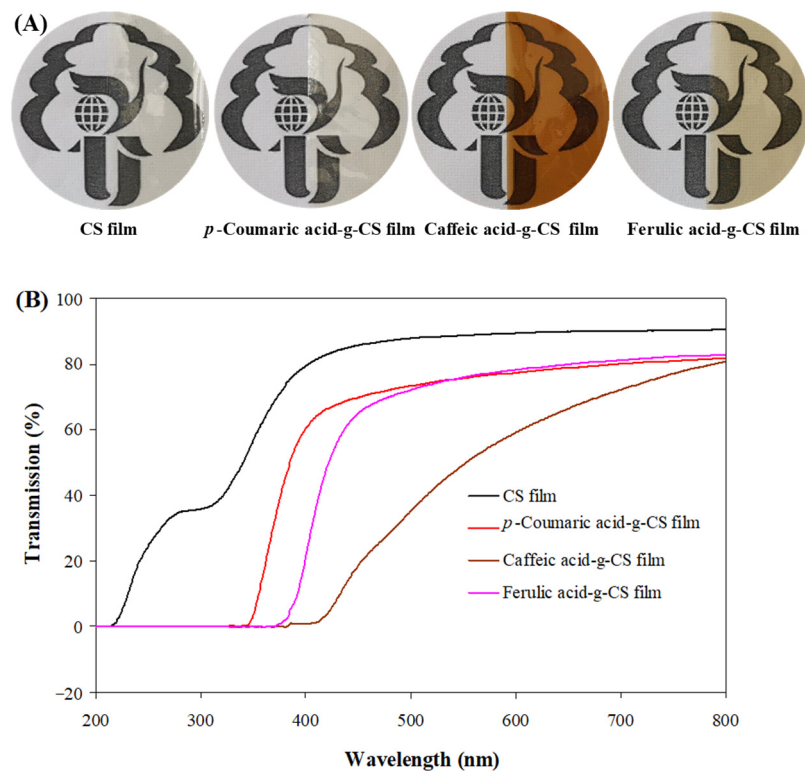 (A)
CS film
p-Coumaric acid-g-CS film
Caffeic acid-g-CS film
Ferulic acid-g-CS film
(B)
100
80
60
40
20
0
−20
Transmission (%)
CS film
p-Coumaric acid-g-CS film
Caffeic acid-g-CS film
Ferulic acid-g-CS film
200 300 400 500 600 700 800
Wavelength (nm)